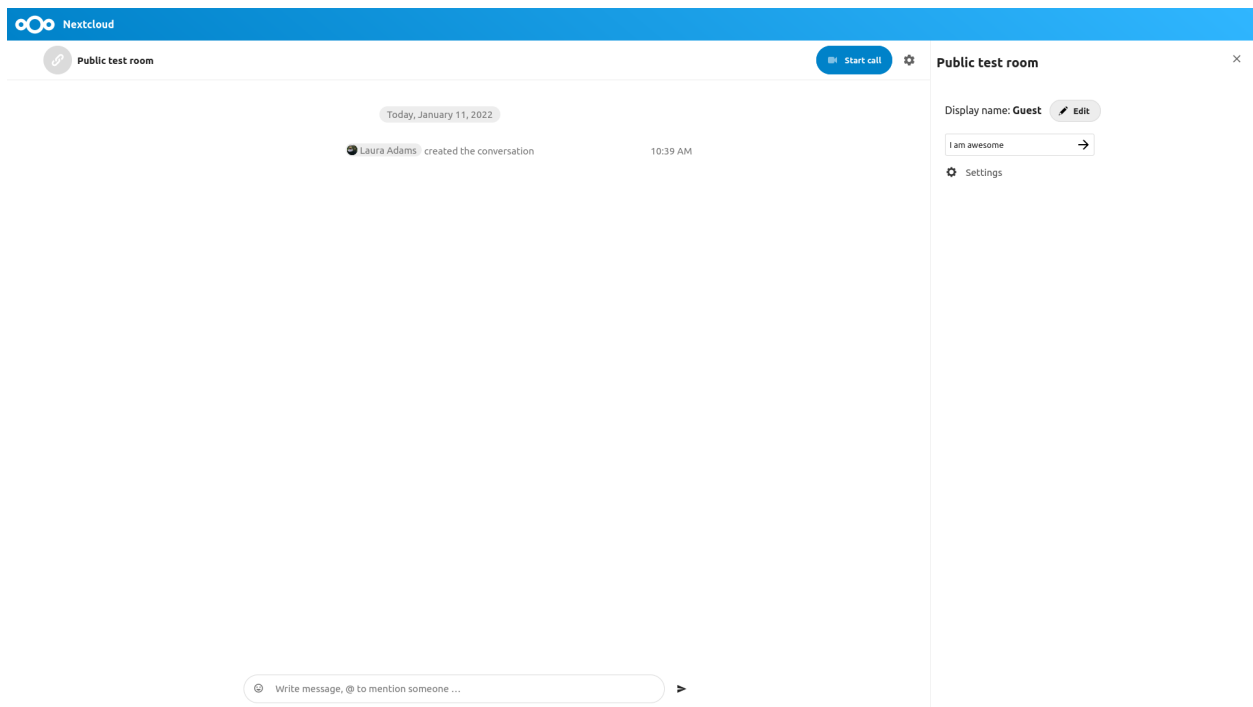 Nextcloud
Public test room
Start call
Today, January 11, 2022
Laura Adams created the conversation 10:39 AM
Write message, @ to mention someone ...
Public test room
Display name: Guest Edit
I am awesome
Settings